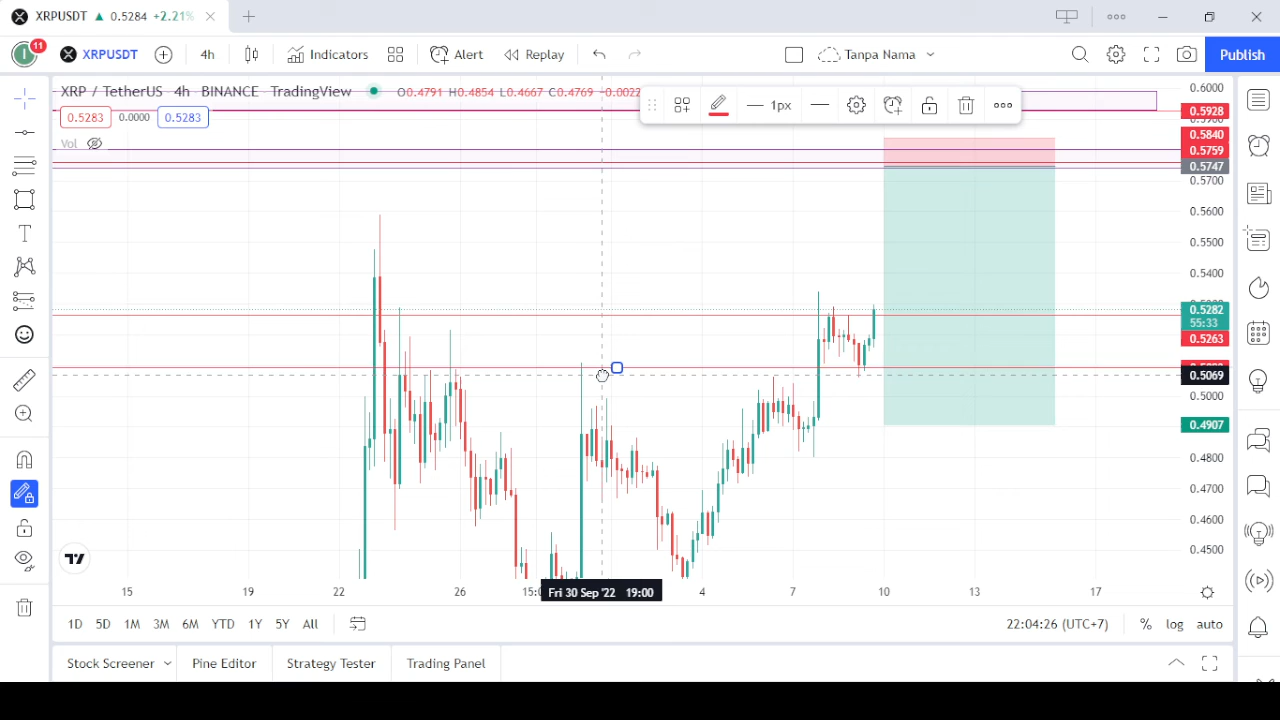 XRPUSDT ▲ 0.5284 +2.21%
11 XRPUSDT 4h Indicators Alert Replay Tanpa Nama Publish
XRP / TetherUS 4h BINANCE TradingView O0.4791 H0.4854 L0.4667 C0.4769 −0.0022
1px
0.5283 0.0000 0.5283
Vol
0.6000
0.5928
0.5840
0.5759
0.5747
0.5700
0.5600
0.5500
0.5400
0.5282
55:33
0.5263
0.5069
0.5000
0.4907
0.4800
0.4700
0.4600
0.4500
15 19 22 26 15:0 Fri 30 Sep '22 19:00 4 7 10 13 17
1D 5D 1M 3M 6M YTD 1Y 5Y All 22:04:26 (UTC+7) % log auto
Stock Screener Pine Editor Strategy Tester Trading Panel